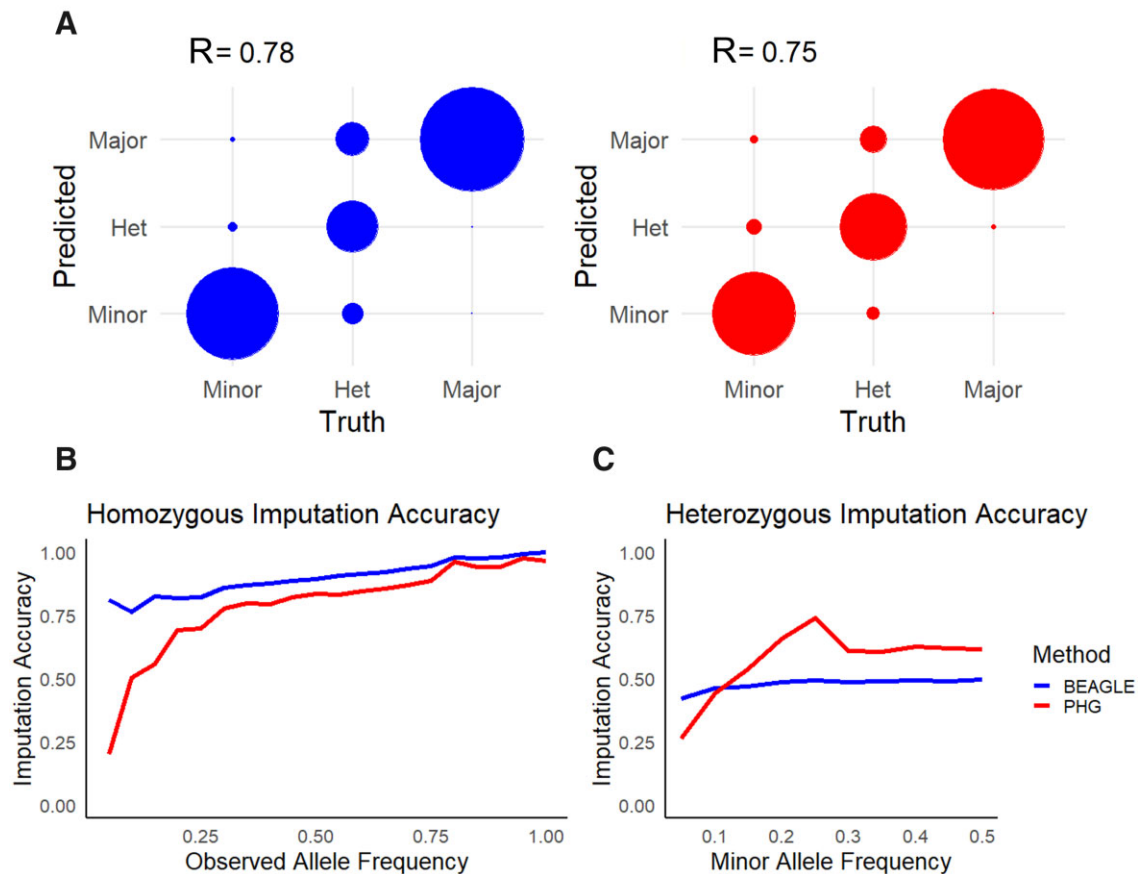 A
R= 0.78
Major
Het
Minor
Predicted
Minor Het Major
Truth
R= 0.75
Major
Het
Minor
Predicted
Minor Het Major
Truth
B
Homozygous Imputation Accuracy
1.00
0.75
0.50
0.25
0.00
Imputation Accuracy
0.25 0.50 0.75 1.00
Observed Allele Frequency
C
Heterozygous Imputation Accuracy
1.00
0.75
0.50
0.25
0.00
Imputation Accuracy
0.1 0.2 0.3 0.4 0.5
Minor Allele Frequency
Method
BEAGLE
PHG